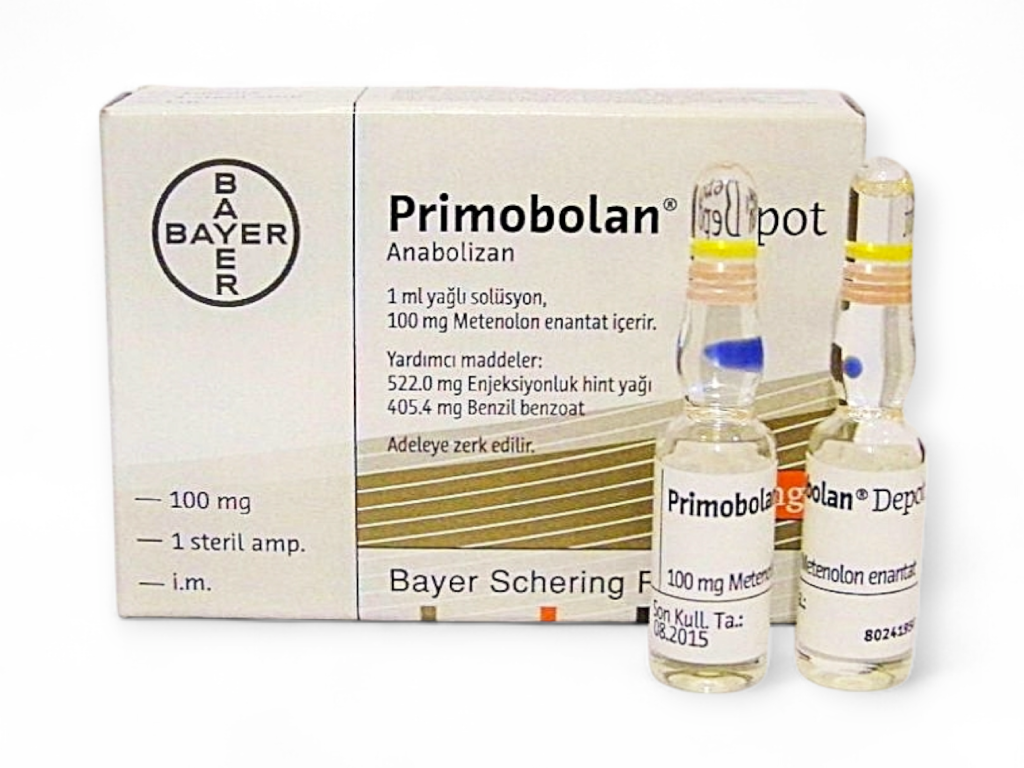 BAYER
BAYER
Primobolan® Depot
Anabolizan
1 ml yağlı solüsyon,
100 mg Metenolon enantat içerir.
Yardımcı maddeler:
522.0 mg Enjeksiyonluk hint yağı
405.4 mg Benzil benzoat
Adeleye zerk edilir.
100 mg
1 steril amp.
i.m.
Bayer Schering
Primobolan
100 mg Meteno
Son Kull. Ta.:
08.2015
bolan® Depot
Metenolon enantat